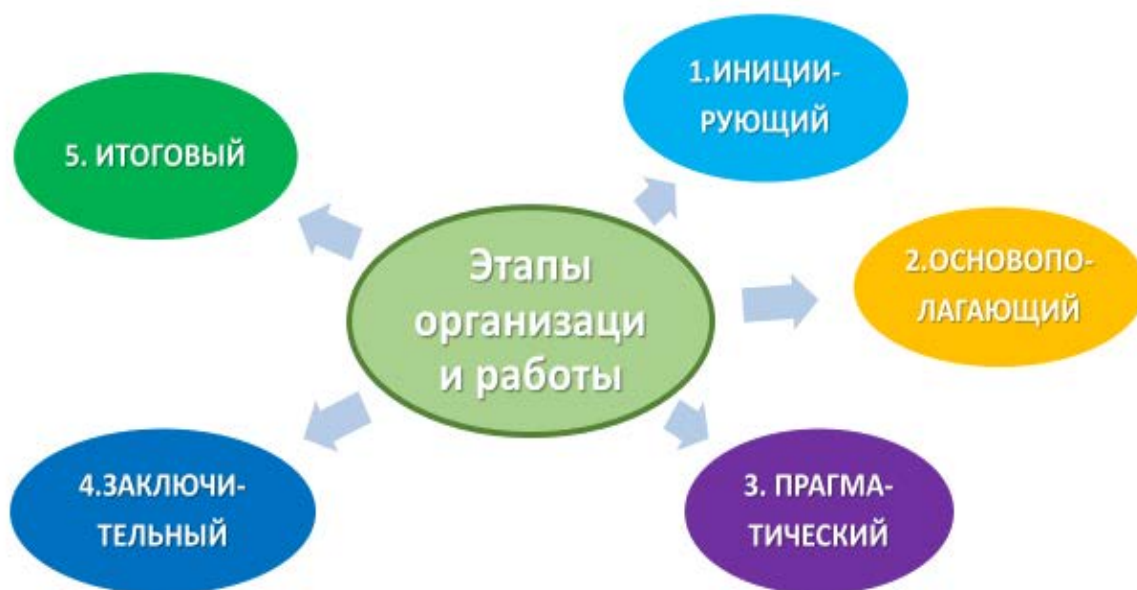 Этапы
организаци
и работы
1.ИНИЦИИ-
РУЮЩИЙ
2.ОСНОВОПО-
ЛАГАЮЩИЙ
3. ПРАГМА-
ТИЧЕСКИЙ
4.ЗАКЛЮЧИ-
ТЕЛЬНЫЙ
5. ИТОГОВЫЙ